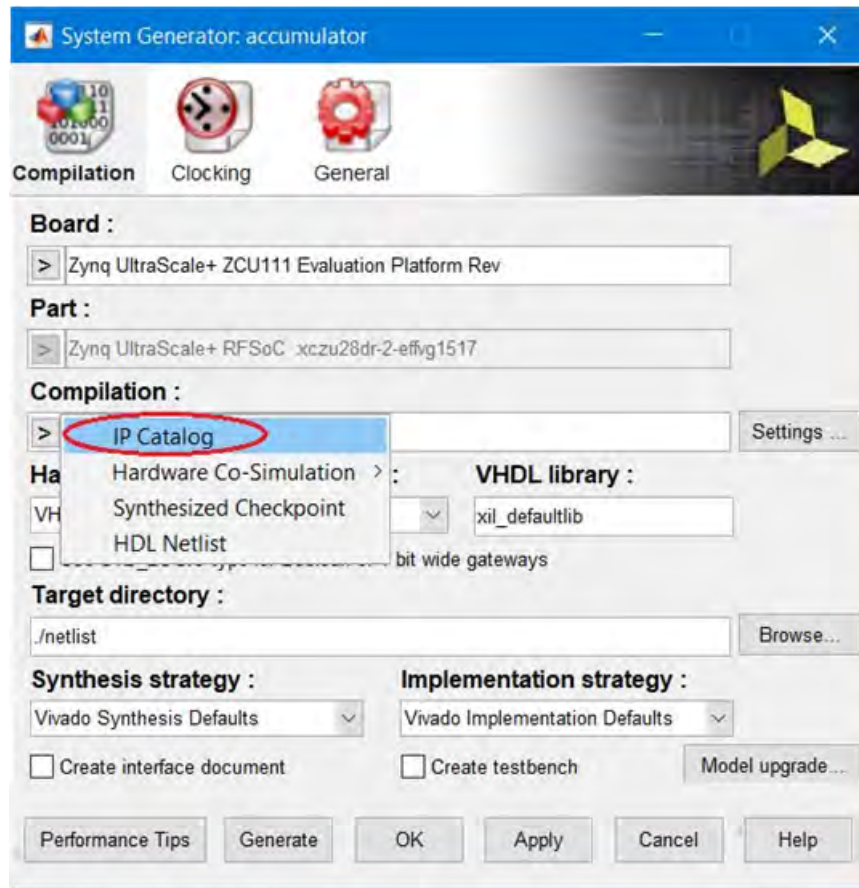 System Generator: accumulator
Compilation Clocking General
Board :
> Zynq UltraScale+ ZCU111 Evaluation Platform Rev
Part :
> Zynq UltraScale+ RFSoC xczu28dr-2-effvg1517
Compilation :
> IP Catalog Settings ...
Hardware Co-Simulation >
Ha : VHDL library :
Synthesized Checkpoint
VH xil_defaultlib
HDL Netlist
bit wide gateways
Target directory :
./netlist Browse...
Synthesis strategy : Implementation strategy :
Vivado Synthesis Defaults Vivado Implementation Defaults
Create interface document Create testbench Model upgrade...
Performance Tips Generate OK Apply Cancel Help